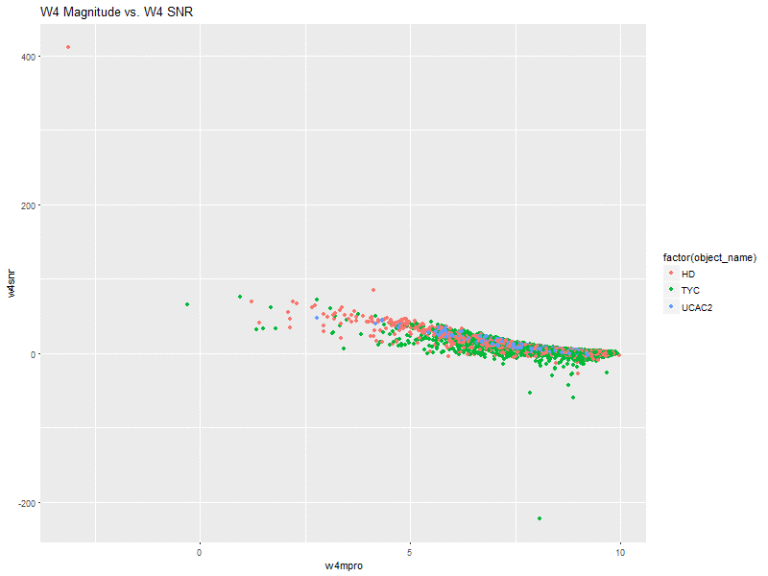 W4 Magnitude vs. W4 SNR
400
200
0
-200
w4snr
0
5
10
w4mpro
factor(object_name)
HD
TYC
UCAC2